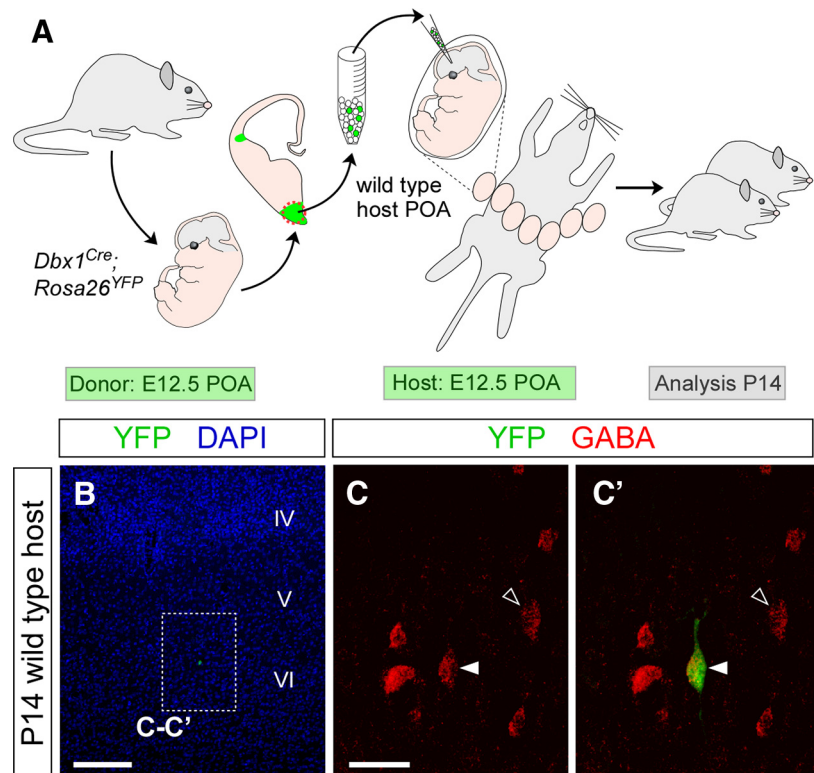 A
wild type
host POA
Dbx1Cre;
Rosa26YFP
Donor: E12.5 POA
Host: E12.5 POA
Analysis P14
YFP DAPI
YFP GABA
P14 wild type host
B
IV
V
VI
C-C’
C
C’